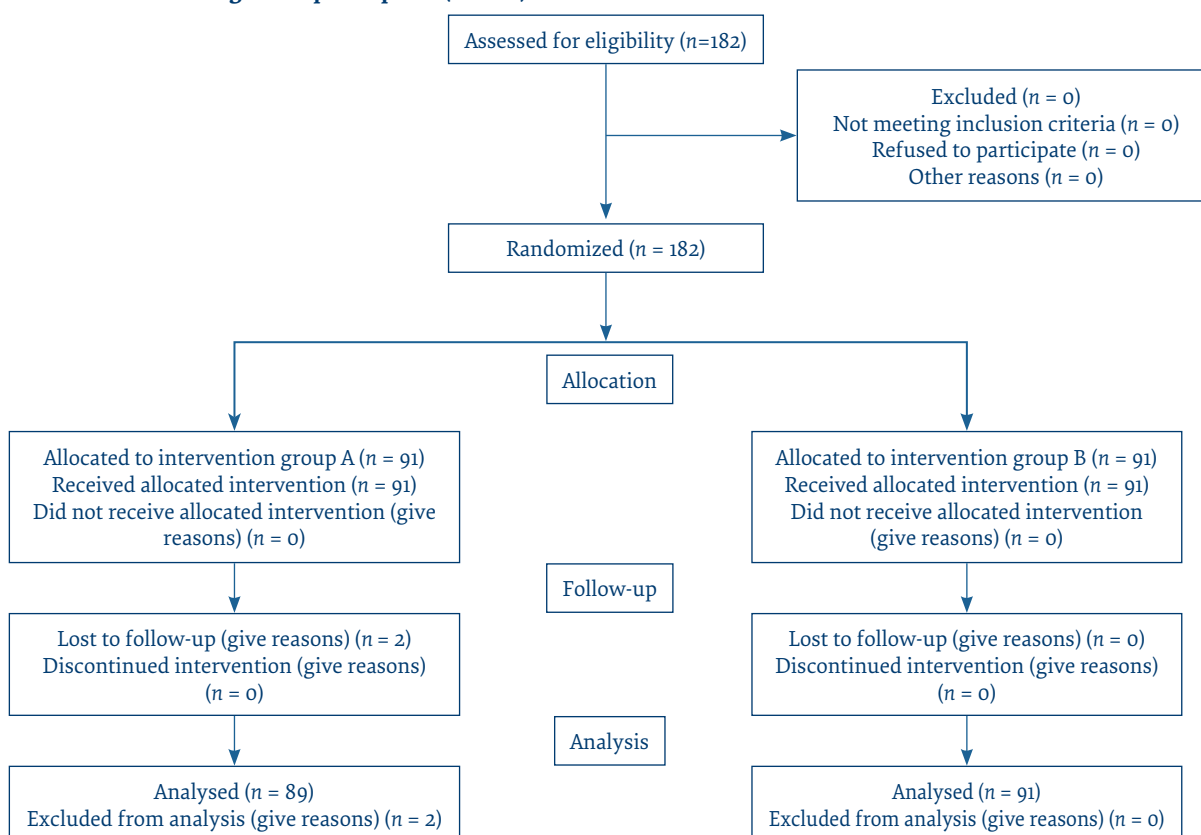 Assessed for eligibility (n=182)
Excluded (n = 0)
Not meeting inclusion criteria (n = 0)
Refused to participate (n = 0)
Other reasons (n = 0)
Randomized (n = 182)
Allocation
Allocated to intervention group A (n = 91)
Received allocated intervention (n = 91)
Did not receive allocated intervention (give
reasons) (n = 0)
Allocated to intervention group B (n = 91)
Received allocated intervention (n = 91)
Did not receive allocated intervention
(give reasons) (n = 0)
Follow-up
Lost to follow-up (give reasons) (n = 2)
Discontinued intervention (give reasons)
(n = 0)
Lost to follow-up (give reasons) (n = 0)
Discontinued intervention (give reasons)
(n = 0)
Analysis
Analysed (n = 89)
Excluded from analysis (give reasons) (n = 2)
Analysed (n = 91)
Excluded from analysis (give reasons) (n = 0)